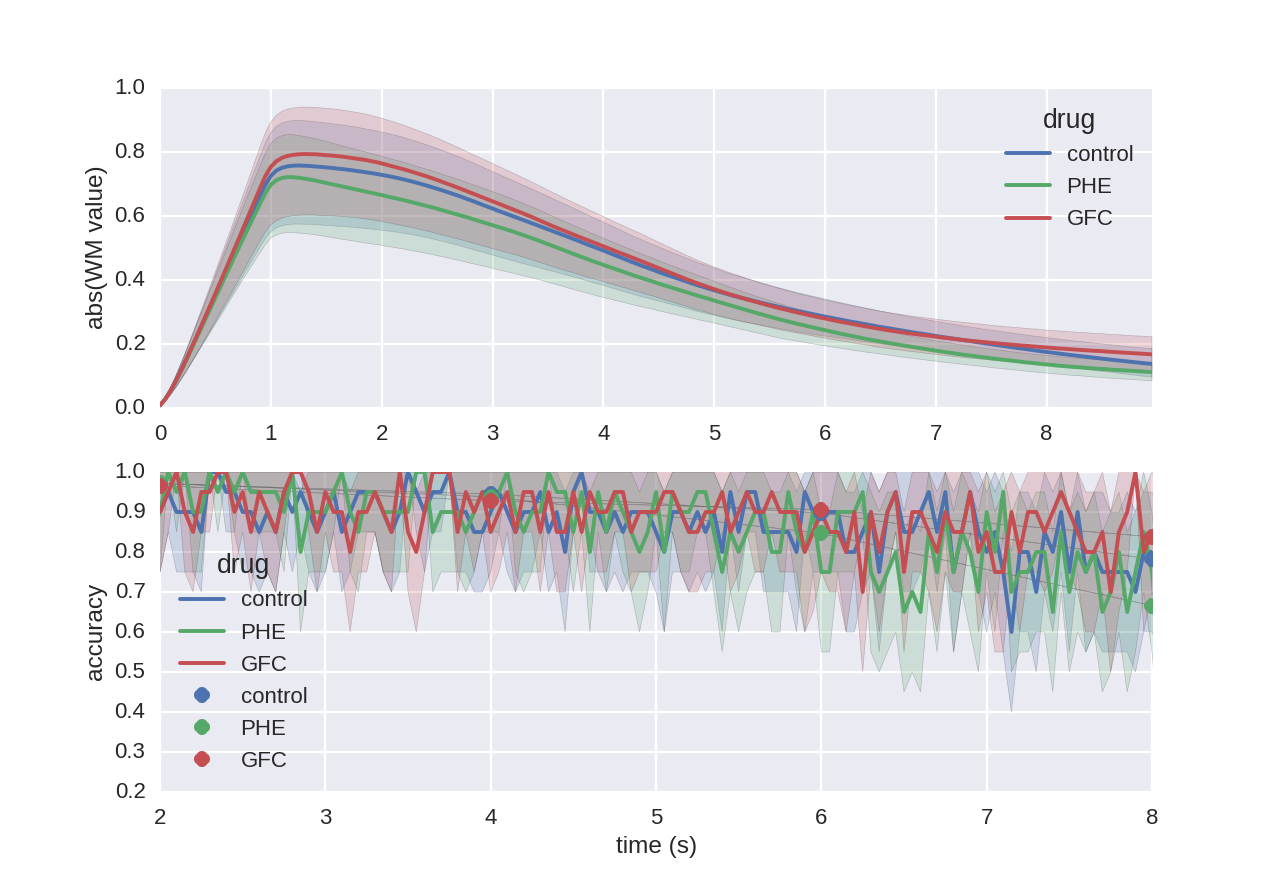 1.0
0.8
0.6
0.4
0.2
0.0
abs(WM value)
drug
control
PHE
GFC
0 1 2 3 4 5 6 7 8
1.0
0.9
0.8
0.7
0.6
0.5
0.4
0.3
0.2
accuracy
drug
control
PHE
GFC
control
PHE
GFC
2 3 4 5 6 7 8
time (s)